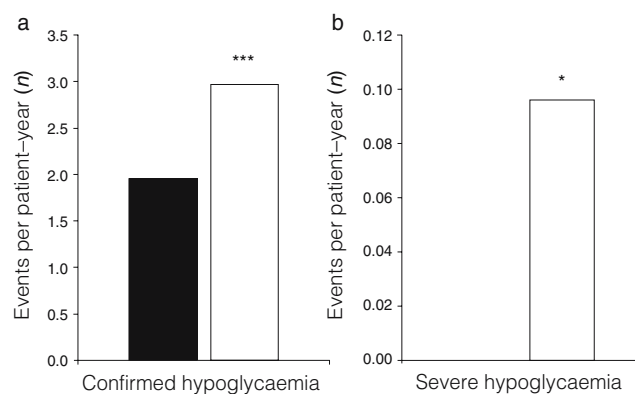 a
Events per patient–year (n)
3.5
3.0
2.5
2.0
1.5
1.0
0.5
0.0
***
Confirmed hypoglycaemia
b
Events per patient–year (n)
0.12
0.10
0.08
0.06
0.04
0.02
0.00
*
Severe hypoglycaemia